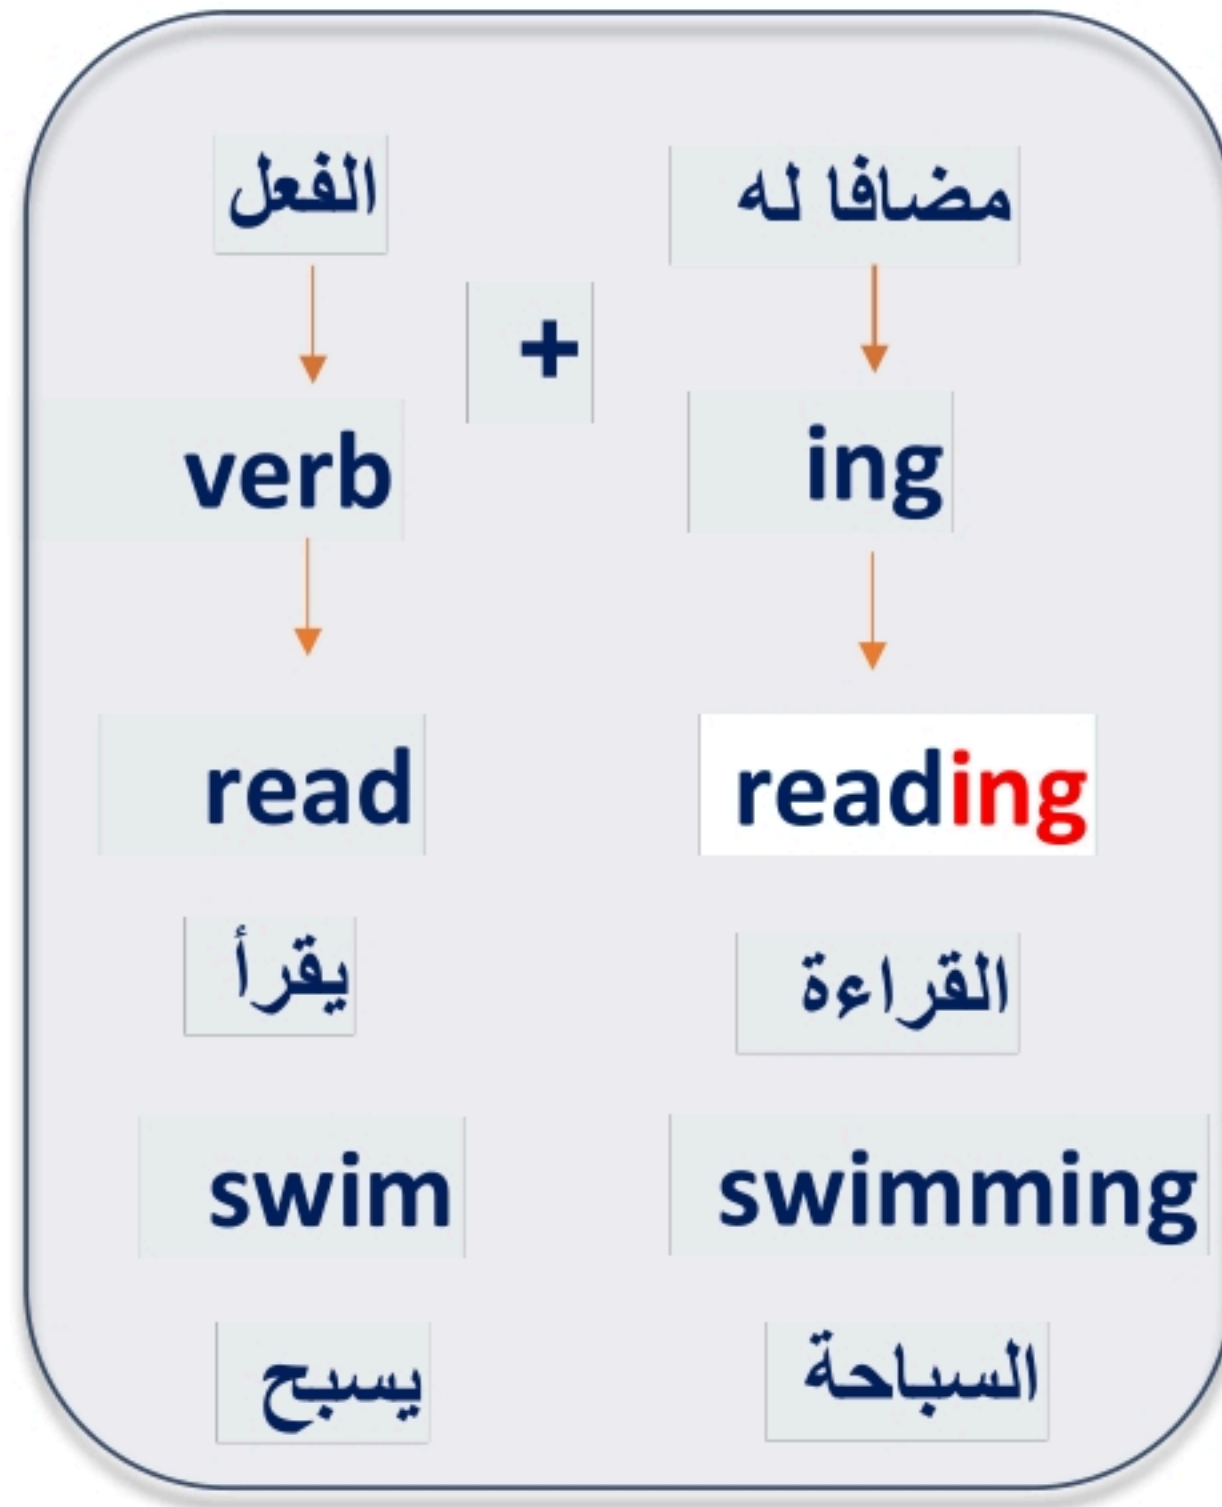 الفعل مضافا له
+
verb ing
read reading
يقرأ القراءة
swim swimming
يسبح السباحة